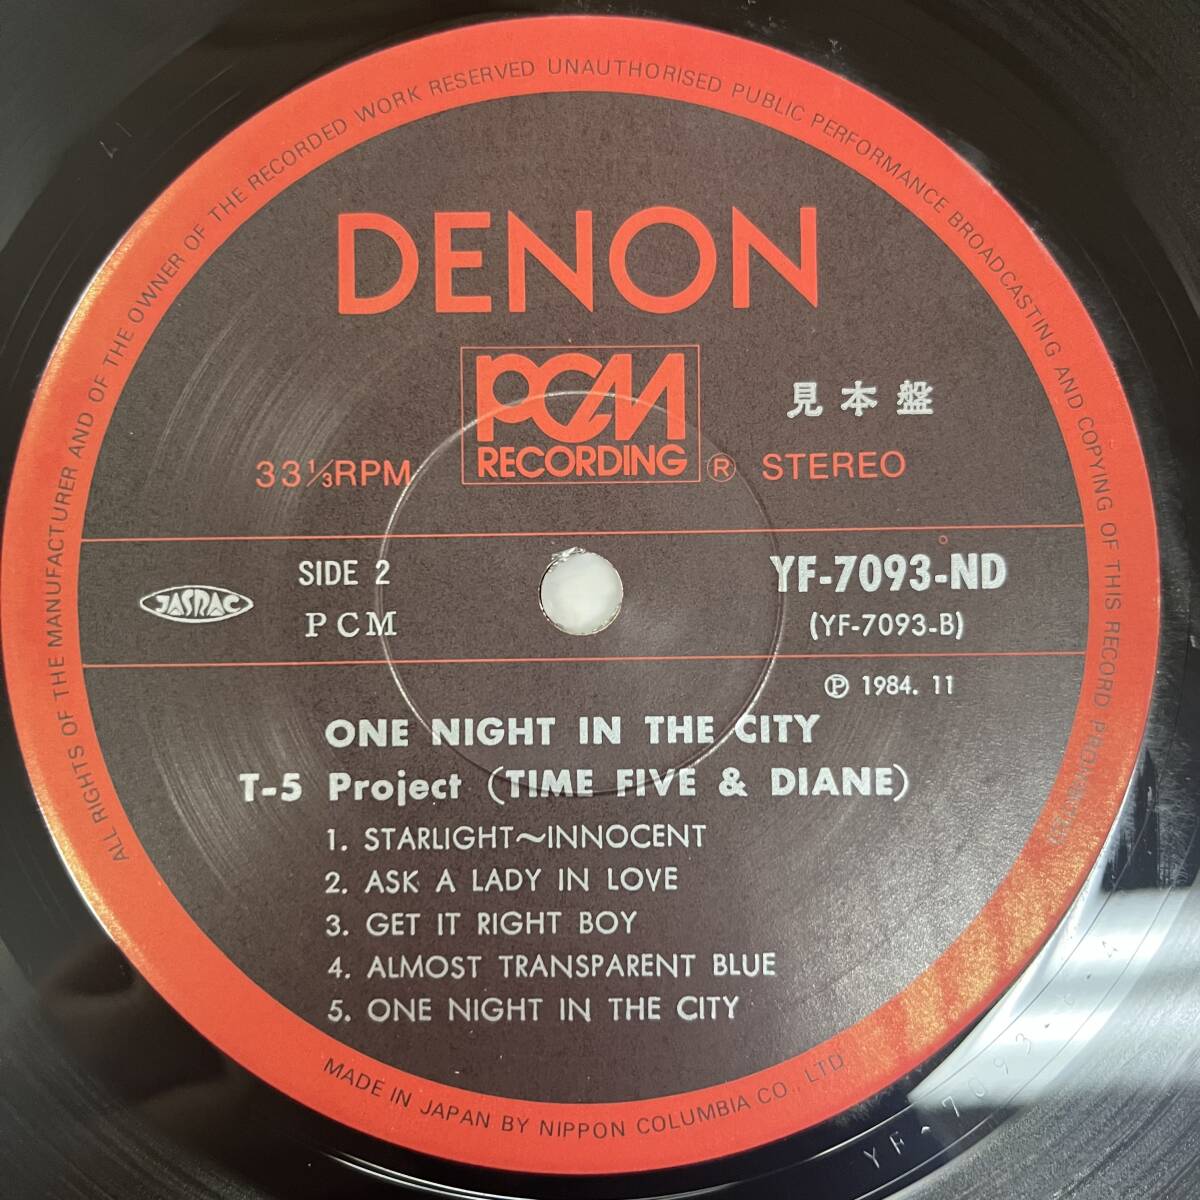 ALL RIGHTS OF THE MANUFACTURER AND OF THE OWNER OF THE RECORDED WORK RESERVED UNAUTHORISED PUBLIC PERFORMANCE BROADCASTING AND COPYING OF THIS RECORD PROHIBITED
DENON
PCM
RECORDING
®
見本盤
33⅓RPM
STEREO
SIDE 2
PCM
JASRAC
YF-7093-ND
(YF-7093-B)
℗ 1984. 11
ONE NIGHT IN THE CITY
T-5 Project (TIME FIVE & DIANE)
1. STARLIGHT～INNOCENT
2. ASK A LADY IN LOVE
3. GET IT RIGHT BOY
4. ALMOST TRANSPARENT BLUE
5. ONE NIGHT IN THE CITY
MADE IN JAPAN BY NIPPON COLUMBIA CO., LTD